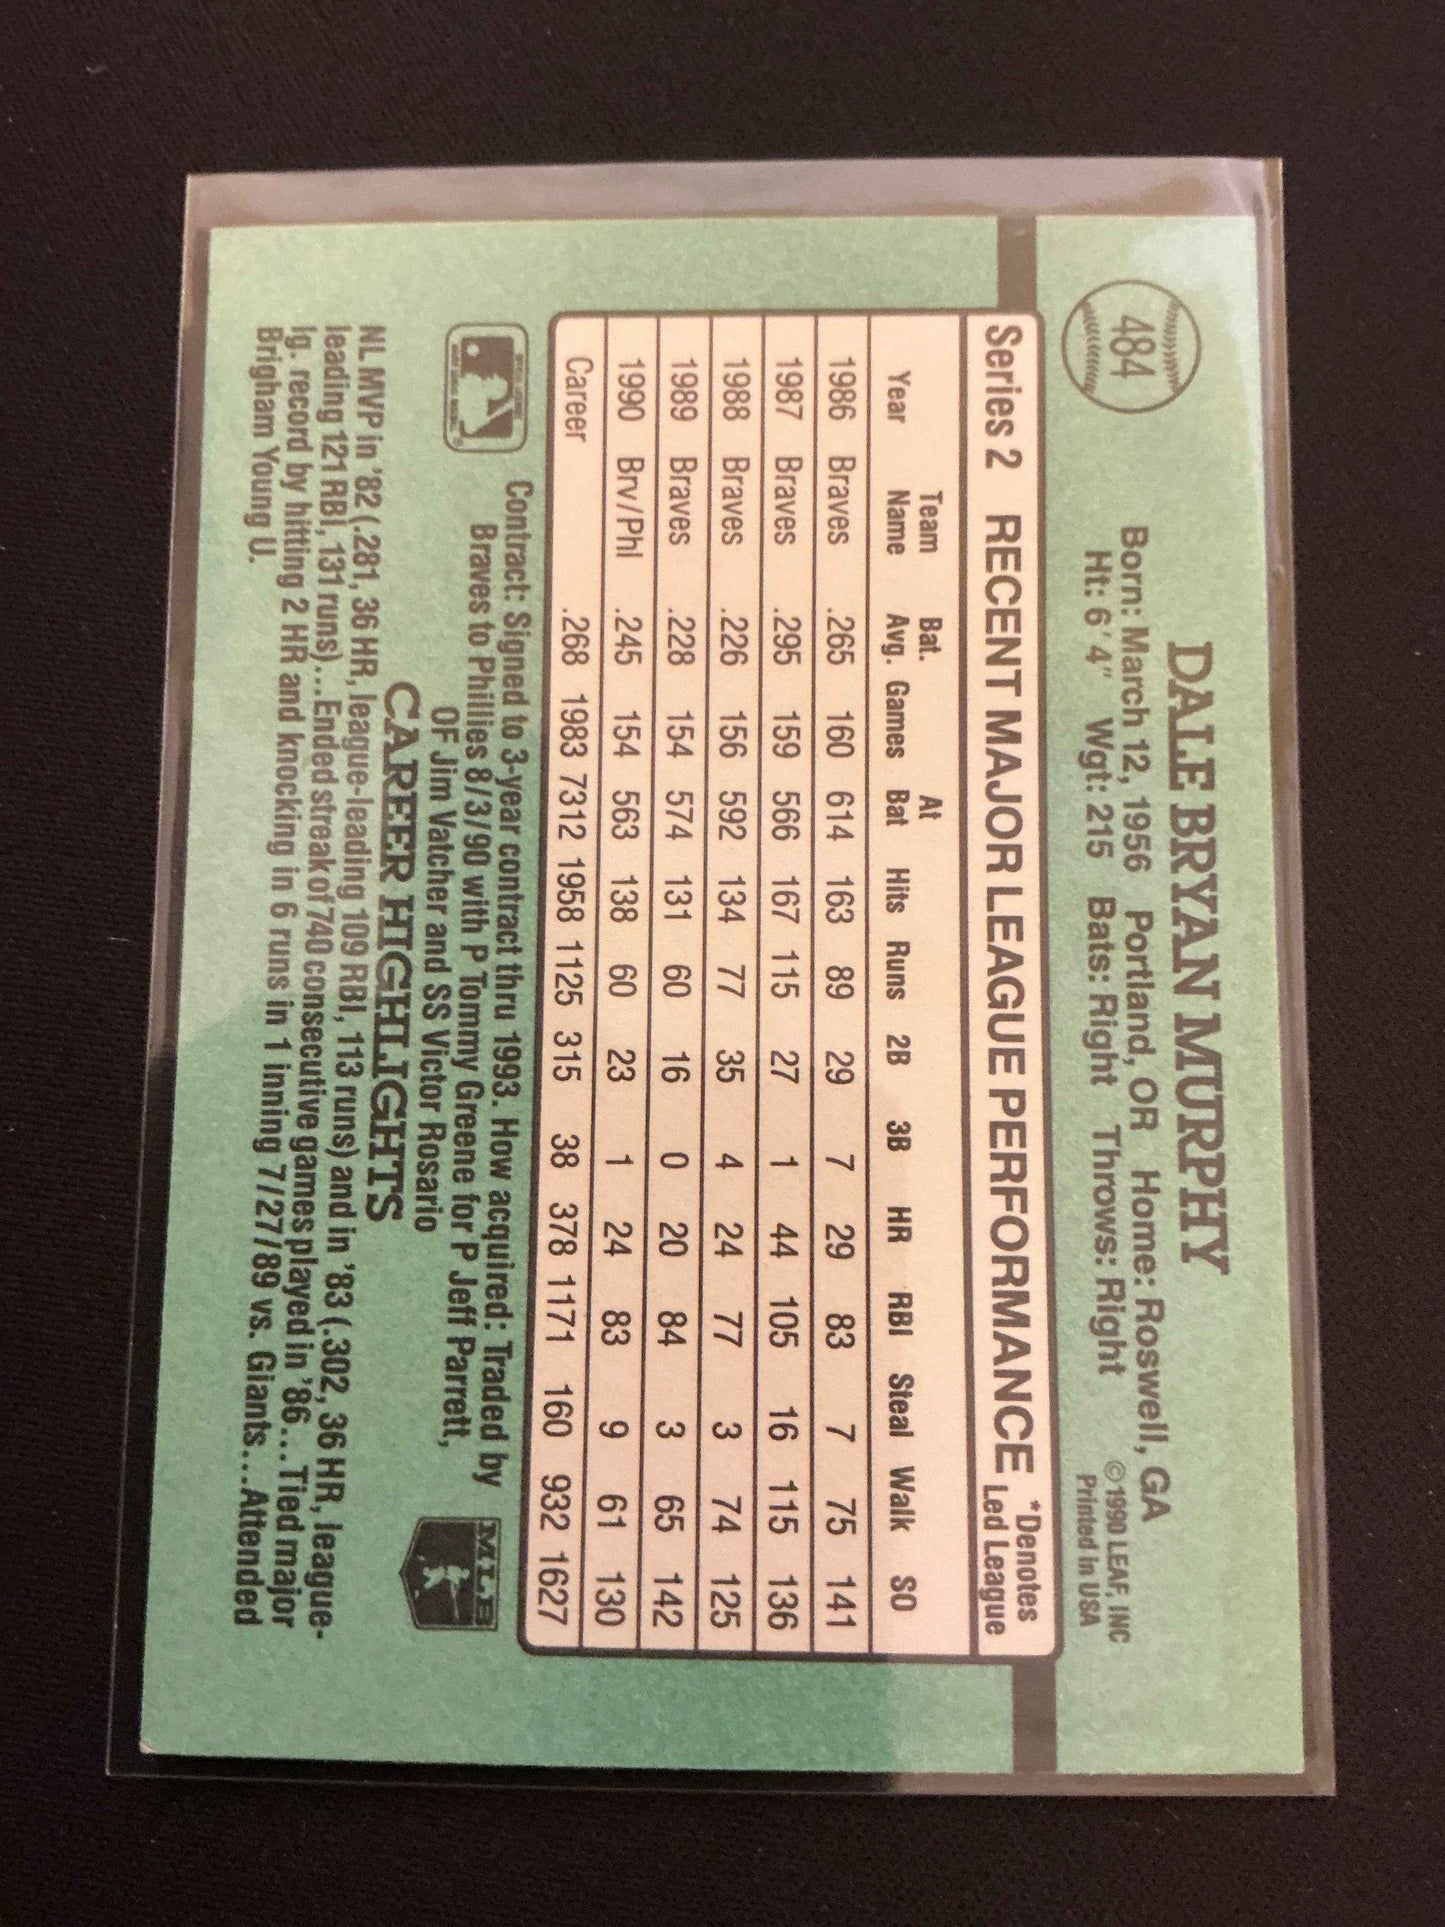 484
DALE BRYAN MURPHY
©1990 LEAF, INC
Printed in USA
Born: March 12, 1956 Portland, OR Home: Roswell, GA
Ht: 6′4″ Wgt: 215 Bats: Right Throws: Right
Series 2 RECENT MAJOR LEAGUE PERFORMANCE *Denotes Led League
Year Team Name Bat. Avg. Games At Bat Hits Runs 2B 3B HR RBI Steal Walk SO
1986 Braves .265 160 614 163 89 29 7 29 83 7 75 141
1987 Braves .295 159 566 167 115 27 1 44 105 16 115 136
1988 Braves .226 156 592 134 77 35 4 24 77 3 74 125
1989 Braves .228 154 574 131 60 16 0 20 84 3 65 142
1990 Brv/Phl .245 154 563 138 60 23 1 24 83 9 61 130
Career .268 1983 7312 1958 1125 315 38 378 1171 160 932 1627
Contract: Signed to 3-year contract thru 1993. How acquired: Traded by
Braves to Phillies 8/3/90 with P Tommy Greene for P Jeff Parrett,
OF Jim Vatcher and SS Victor Rosario
MLB
CAREER HIGHLIGHTS
NL MVP in '82 (.281, 36 HR, league-leading 109 RBI, 113 runs) and in '83 (.302, 36 HR, league-
leading 121 RBI, 131 runs)...Ended streak of 740 consecutive games played in '86...Tied major
lg. record by hitting 2 HR and knocking in 6 runs in 1 inning 7/27/89 vs. Giants...Attended
Brigham Young U.